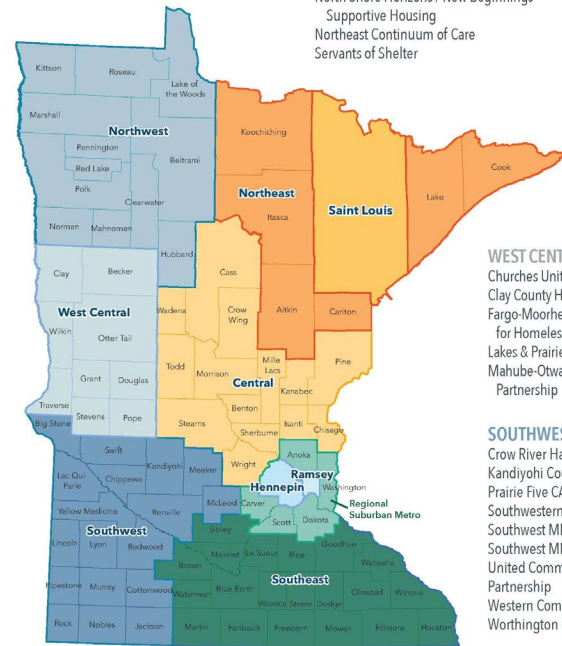 Supportive Housing
Northeast Continuum of Care
Servants of Shelter
Kittson
Roseau
Lake of
the Woods
Marshall
Northwest
Koochiching
Pennington
Beltrami
Red Lake
Polk
Clearwater
Norman
Mahnomen
Hubbard
Northeast
Itasca
Saint Louis
Lake
Cook
Clay
Becker
Cass
West Central
Wadena
Crow
Wing
Aitkin
Carlton
Wilkin
Otter Tail
Todd
Morrison
Mille
Lacs
Pine
Central
Kanabec
Grant
Douglas
Benton
Traverse
Stevens
Pope
Stearns
Sherburne
Isanti
Chisago
Big Stone
Swift
Kandiyohi
Meeker
Wright
Anoka
Ramsey
Hennepin
Washington
Lac Qui
Parle
Chippewa
McLeod
Carver
Regional
Suburban Metro
Yellow Medicine
Renville
Scott
Dakota
Southwest
Sibley
Lincoln
Lyon
Redwood
Nicollet
Le Sueur
Rice
Goodhue
Wabasha
Brown
Southeast
Pipestone
Murray
Cottonwood
Watonwan
Blue Earth
Waseca
Steele
Dodge
Olmsted
Winona
Rock
Nobles
Jackson
Martin
Faribault
Freeborn
Mower
Fillmore
Houston
WEST CENT
Churches Unit
Clay County H
Fargo-Moorhe
for Homeles
Lakes & Prairie
Mahube-Otwa
Partnership
SOUTHWES
Crow River Ha
Kandiyohi Cou
Prairie Five CA
Southwestern
Southwest MN
Southwest MN
United Comm
Partnership
Western Com
Worthington